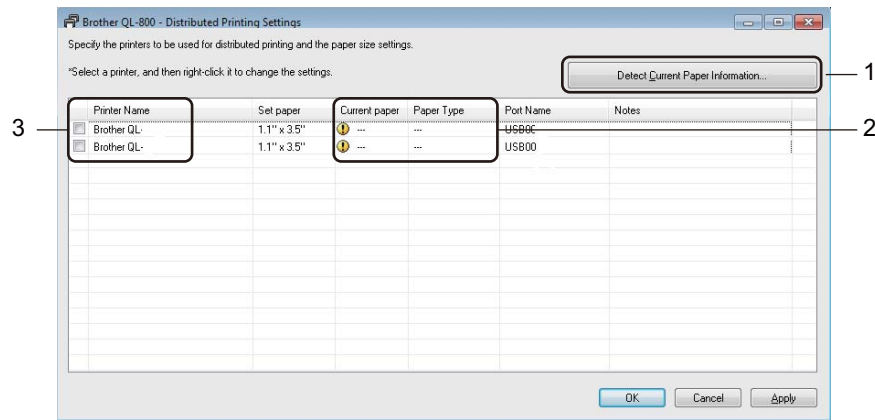 Brother QL-800 - Distributed Printing Settings
Specify the printers to be used for distributed printing and the paper size settings.
*Select a printer, and then right-click it to change the settings.
Detect Current Paper Information...
1
Printer Name Set paper Current paper Paper Type Port Name Notes
3
Brother QL- 1.1" x 3.5" --- ---
2
Brother QL- 1.1" x 3.5" --- --- USB00
OK Cancel Apply